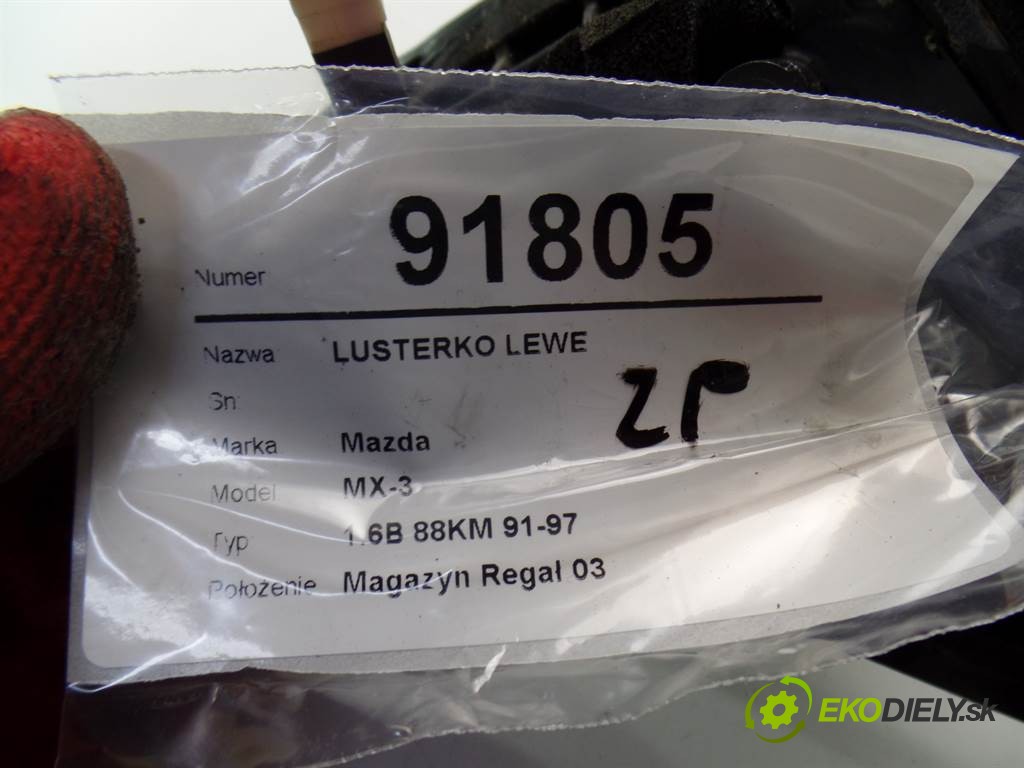 Numer 91805
Nazwa LUSTERKO LEWE
Sn
ZP
Marka Mazda
Model MX-3
Typ 1.6B 88KM 91-97
Położenie Magazyn Regał 03
EKODIELY.sk